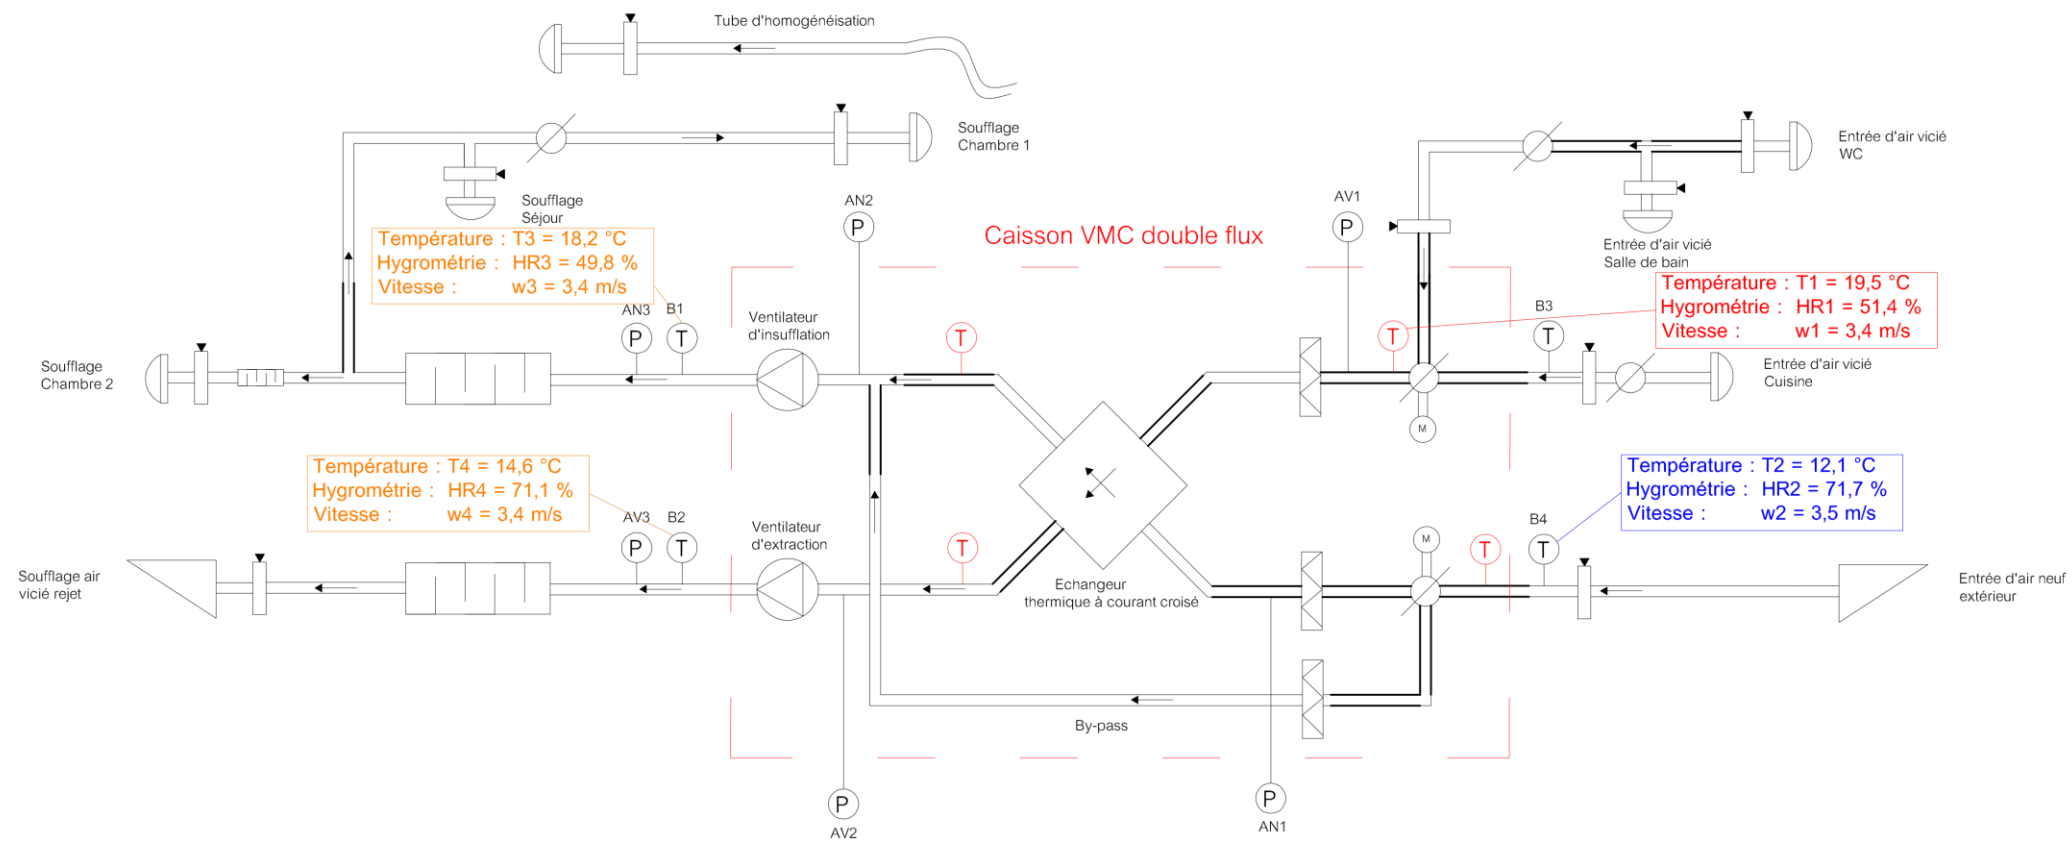 Tube d'homogénéisation
Soufflage
Chambre 1
Entrée d'air vicié
WC
Soufflage
Séjour
AN2
P
AV1
P
Caisson VMC double flux
Entrée d'air vicié
Salle de bain
Température : T3 = 18,2 °C
Hygrométrie : HR3 = 49,8 %
Vitesse : w3 = 3,4 m/s
Température : T1 = 19,5 °C
Hygrométrie : HR1 = 51,4 %
Vitesse : w1 = 3,4 m/s
AN3
P
B1
T
Ventilateur
d'insufflation
T
T
B3
T
Soufflage
Chambre 2
Entrée d'air vicié
Cuisine
M
Température : T4 = 14,6 °C
Hygrométrie : HR4 = 71,1 %
Vitesse : w4 = 3,4 m/s
Température : T2 = 12,1 °C
Hygrométrie : HR2 = 71,7 %
Vitesse : w2 = 3,5 m/s
AV3
P
B2
T
Ventilateur
d'extraction
T
M
T
B4
T
Soufflage air
vicié rejet
Echangeur
thermique à courant croisé
Entrée d'air neuf
extérieur
By-pass
P
AV2
P
AN1